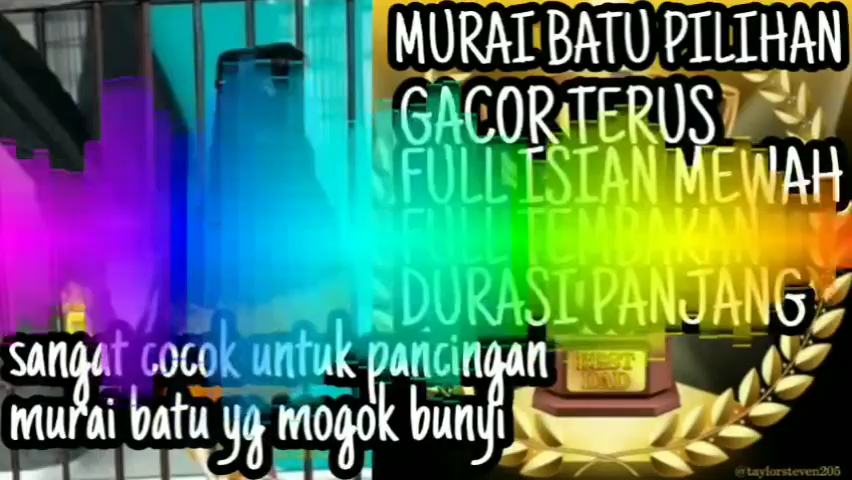 MURAI BATU PILIHAN
GACOR TERUS
FULL ISIAN MEWAH
FULL TEMBAKAN
DURASI PANJANG
sangat cocok untuk pancingan
murai batu yg mogok bunyi
BEST
DAD
@taylorsteven205